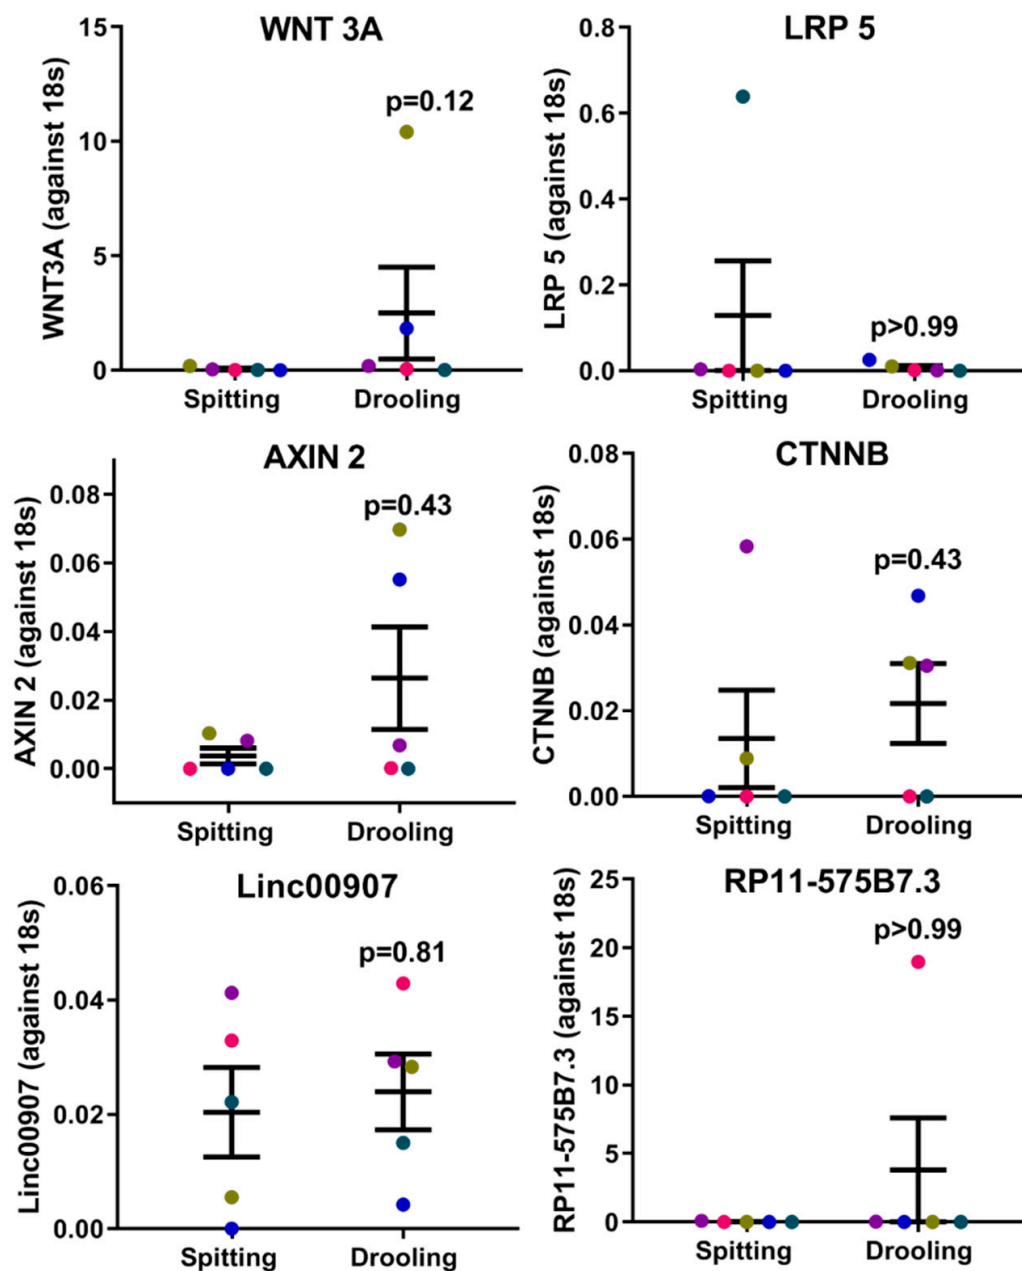 WNT 3A
WNT3A (against 18s)
15
10
5
0
p=0.12
Spitting Drooling
LRP 5
LRP 5 (against 18s)
0.8
0.6
0.4
0.2
0.0
p>0.99
Spitting Drooling
AXIN 2
AXIN 2 (against 18s)
0.08
0.06
0.04
0.02
0.00
p=0.43
Spitting Drooling
CTNNB
CTNNB (against 18s)
0.08
0.06
0.04
0.02
0.00
p=0.43
Spitting Drooling
Linc00907
Linc00907 (against 18s)
0.06
0.04
0.02
0.00
p=0.81
Spitting Drooling
RP11-575B7.3
RP11-575B7.3 (against 18s)
25
20
15
10
5
0
p>0.99
Spitting Drooling